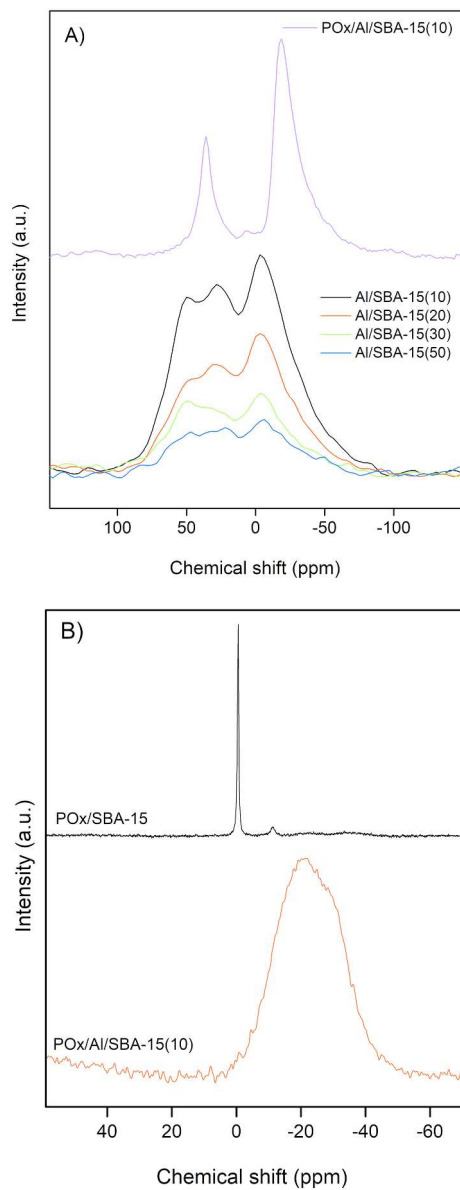 A)
POx/Al/SBA-15(10)
Intensity (a.u.)
Al/SBA-15(10)
Al/SBA-15(20)
Al/SBA-15(30)
Al/SBA-15(50)
100 50 0 -50 -100
Chemical shift (ppm)
B)
POx/SBA-15
Intensity (a.u.)
POx/Al/SBA-15(10)
40 20 0 -20 -40 -60
Chemical shift (ppm)